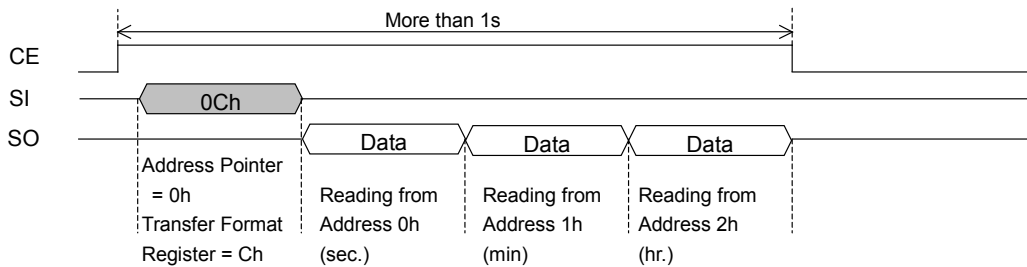 More than 1s
CE
SI
0Ch
SO
Data
Data
Data
Address Pointer
= 0h
Transfer Format
Register = Ch
Reading from
Address 0h
(sec.)
Reading from
Address 1h
(min)
Reading from
Address 2h
(hr.)